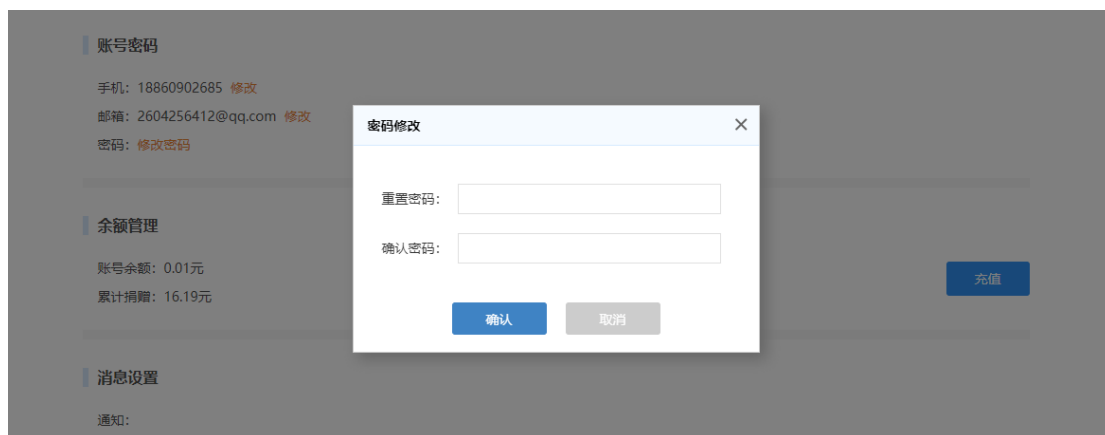 账号密码
手机：18860902685 修改
邮箱：2604256412@qq.com 修改
密码：修改密码
密码修改
重置密码：
确认密码：
确认 取消
余额管理
账号余额：0.01元
累计捐赠：16.19元
充值
消息设置
通知：